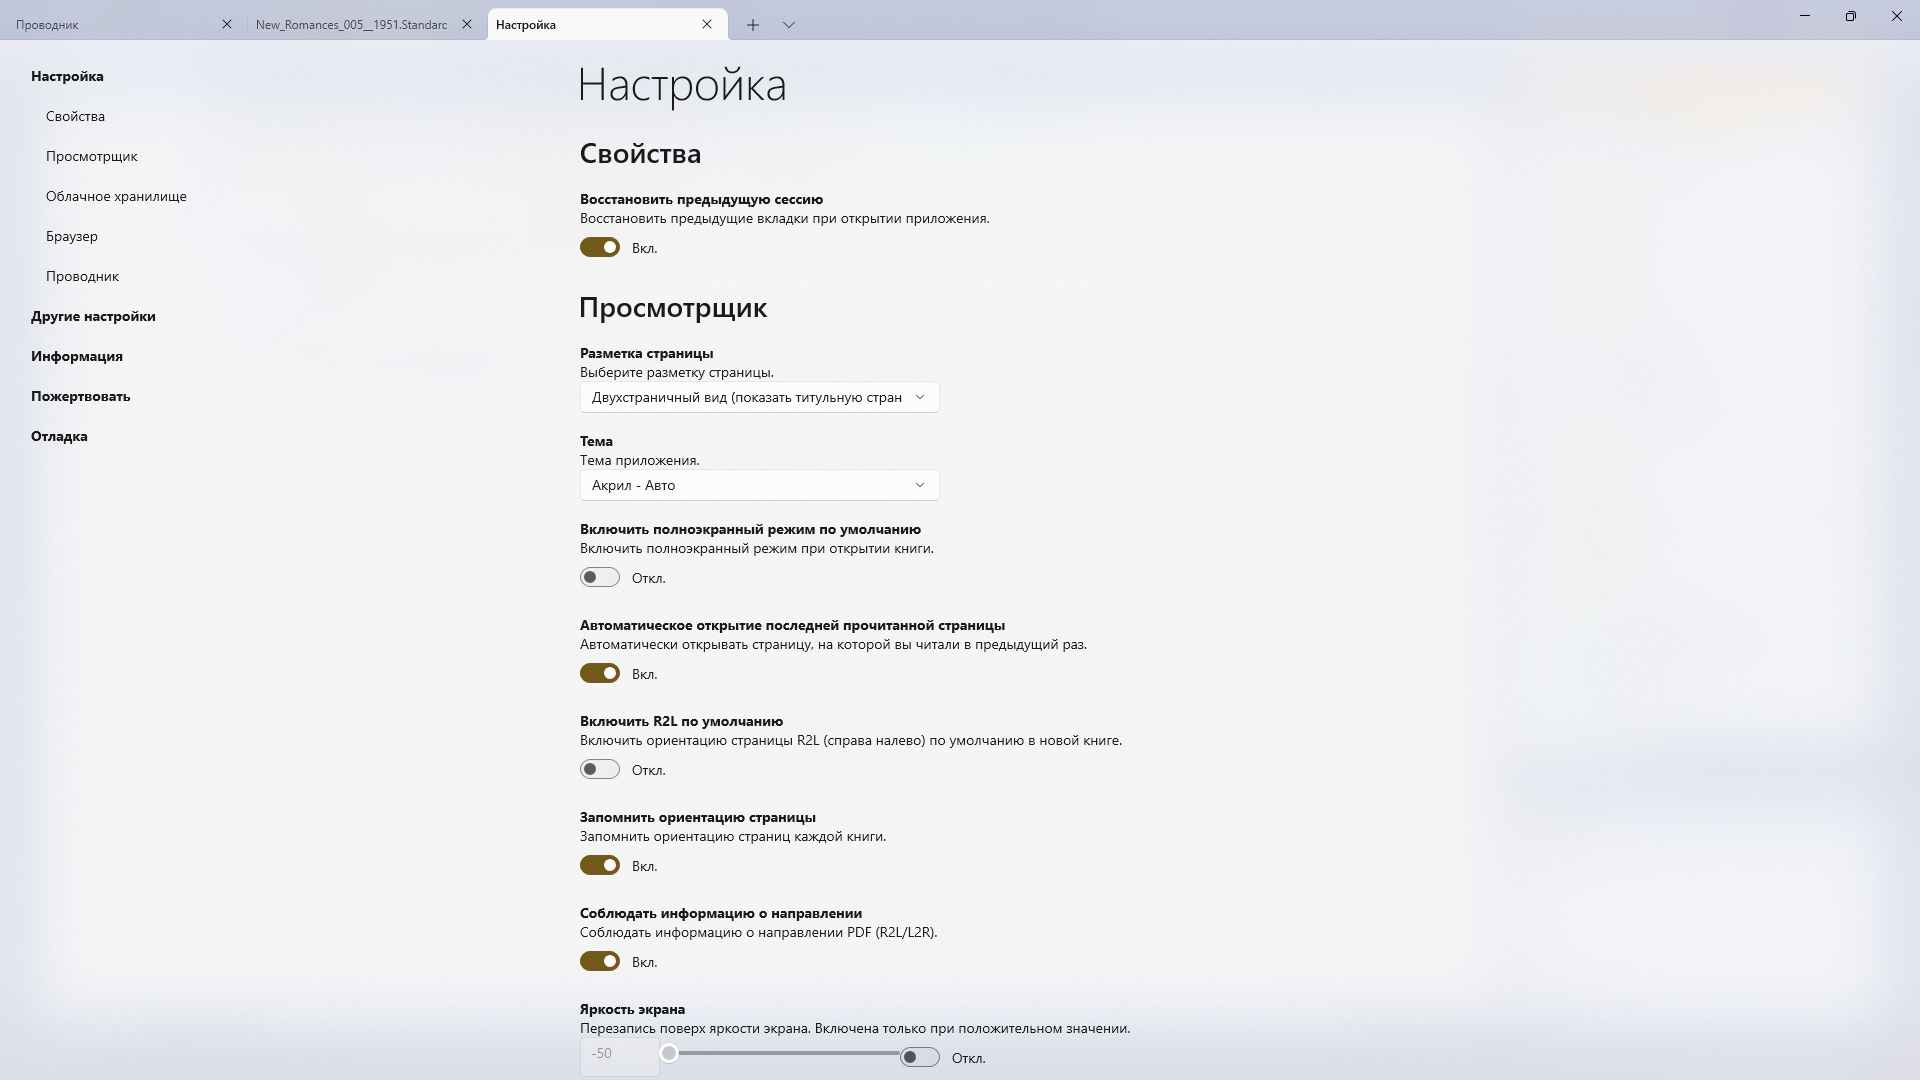 Проводник
New_Romances_005__1951.Standarc
Настройка
Настройка
Свойства
Просмотрщик
Облачное хранилище
Браузер
Проводник
Другие настройки
Информация
Пожертвовать
Отладка
Настройка
Свойства
Восстановить предыдущую сессию
Восстановить предыдущие вкладки при открытии приложения.
Вкл.
Просмотрщик
Разметка страницы
Выберите разметку страницы.
Двухстраничный вид (показать титульную стран
Тема
Тема приложения.
Акрил - Авто
Включить полноэкранный режим по умолчанию
Включить полноэкранный режим при открытии книги.
Откл.
Автоматическое открытие последней прочитанной страницы
Автоматически открывать страницу, на которой вы читали в предыдущий раз.
Вкл.
Включить R2L по умолчанию
Включить ориентацию страницы R2L (справа налево) по умолчанию в новой книге.
Откл.
Запомнить ориентацию страницы
Запомнить ориентацию страниц каждой книги.
Вкл.
Соблюдать информацию о направлении
Соблюдать информацию о направлении PDF (R2L/L2R).
Вкл.
Яркость экрана
Перезапись поверх яркости экрана. Включена только при положительном значении.
-50
Откл.